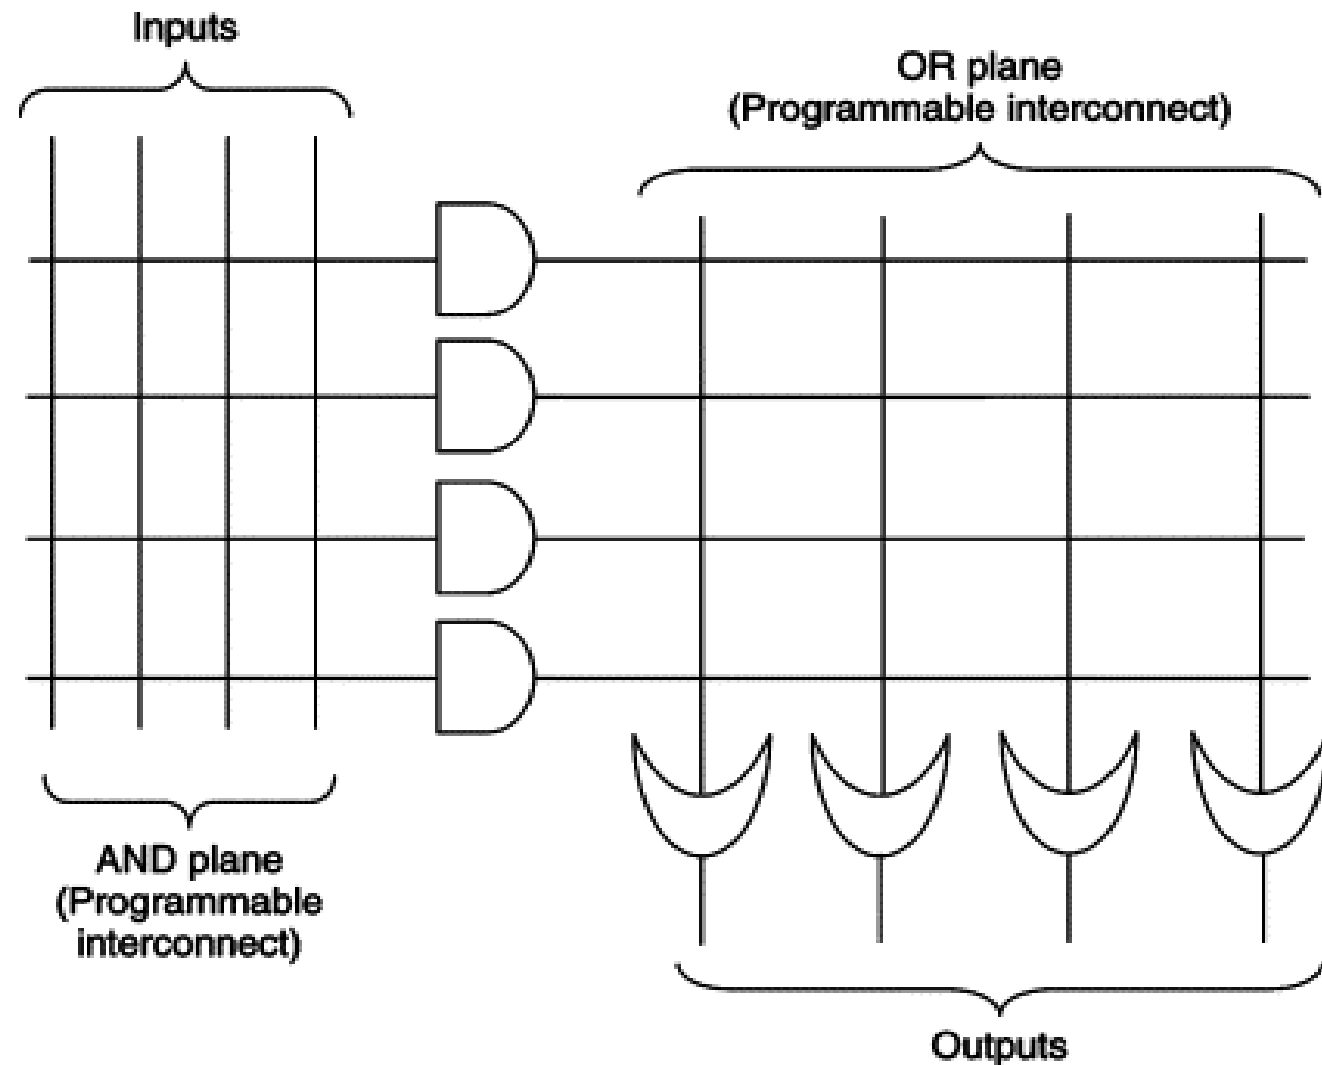 Inputs
OR plane
(Programmable interconnect)
AND plane
(Programmable
interconnect)
Outputs